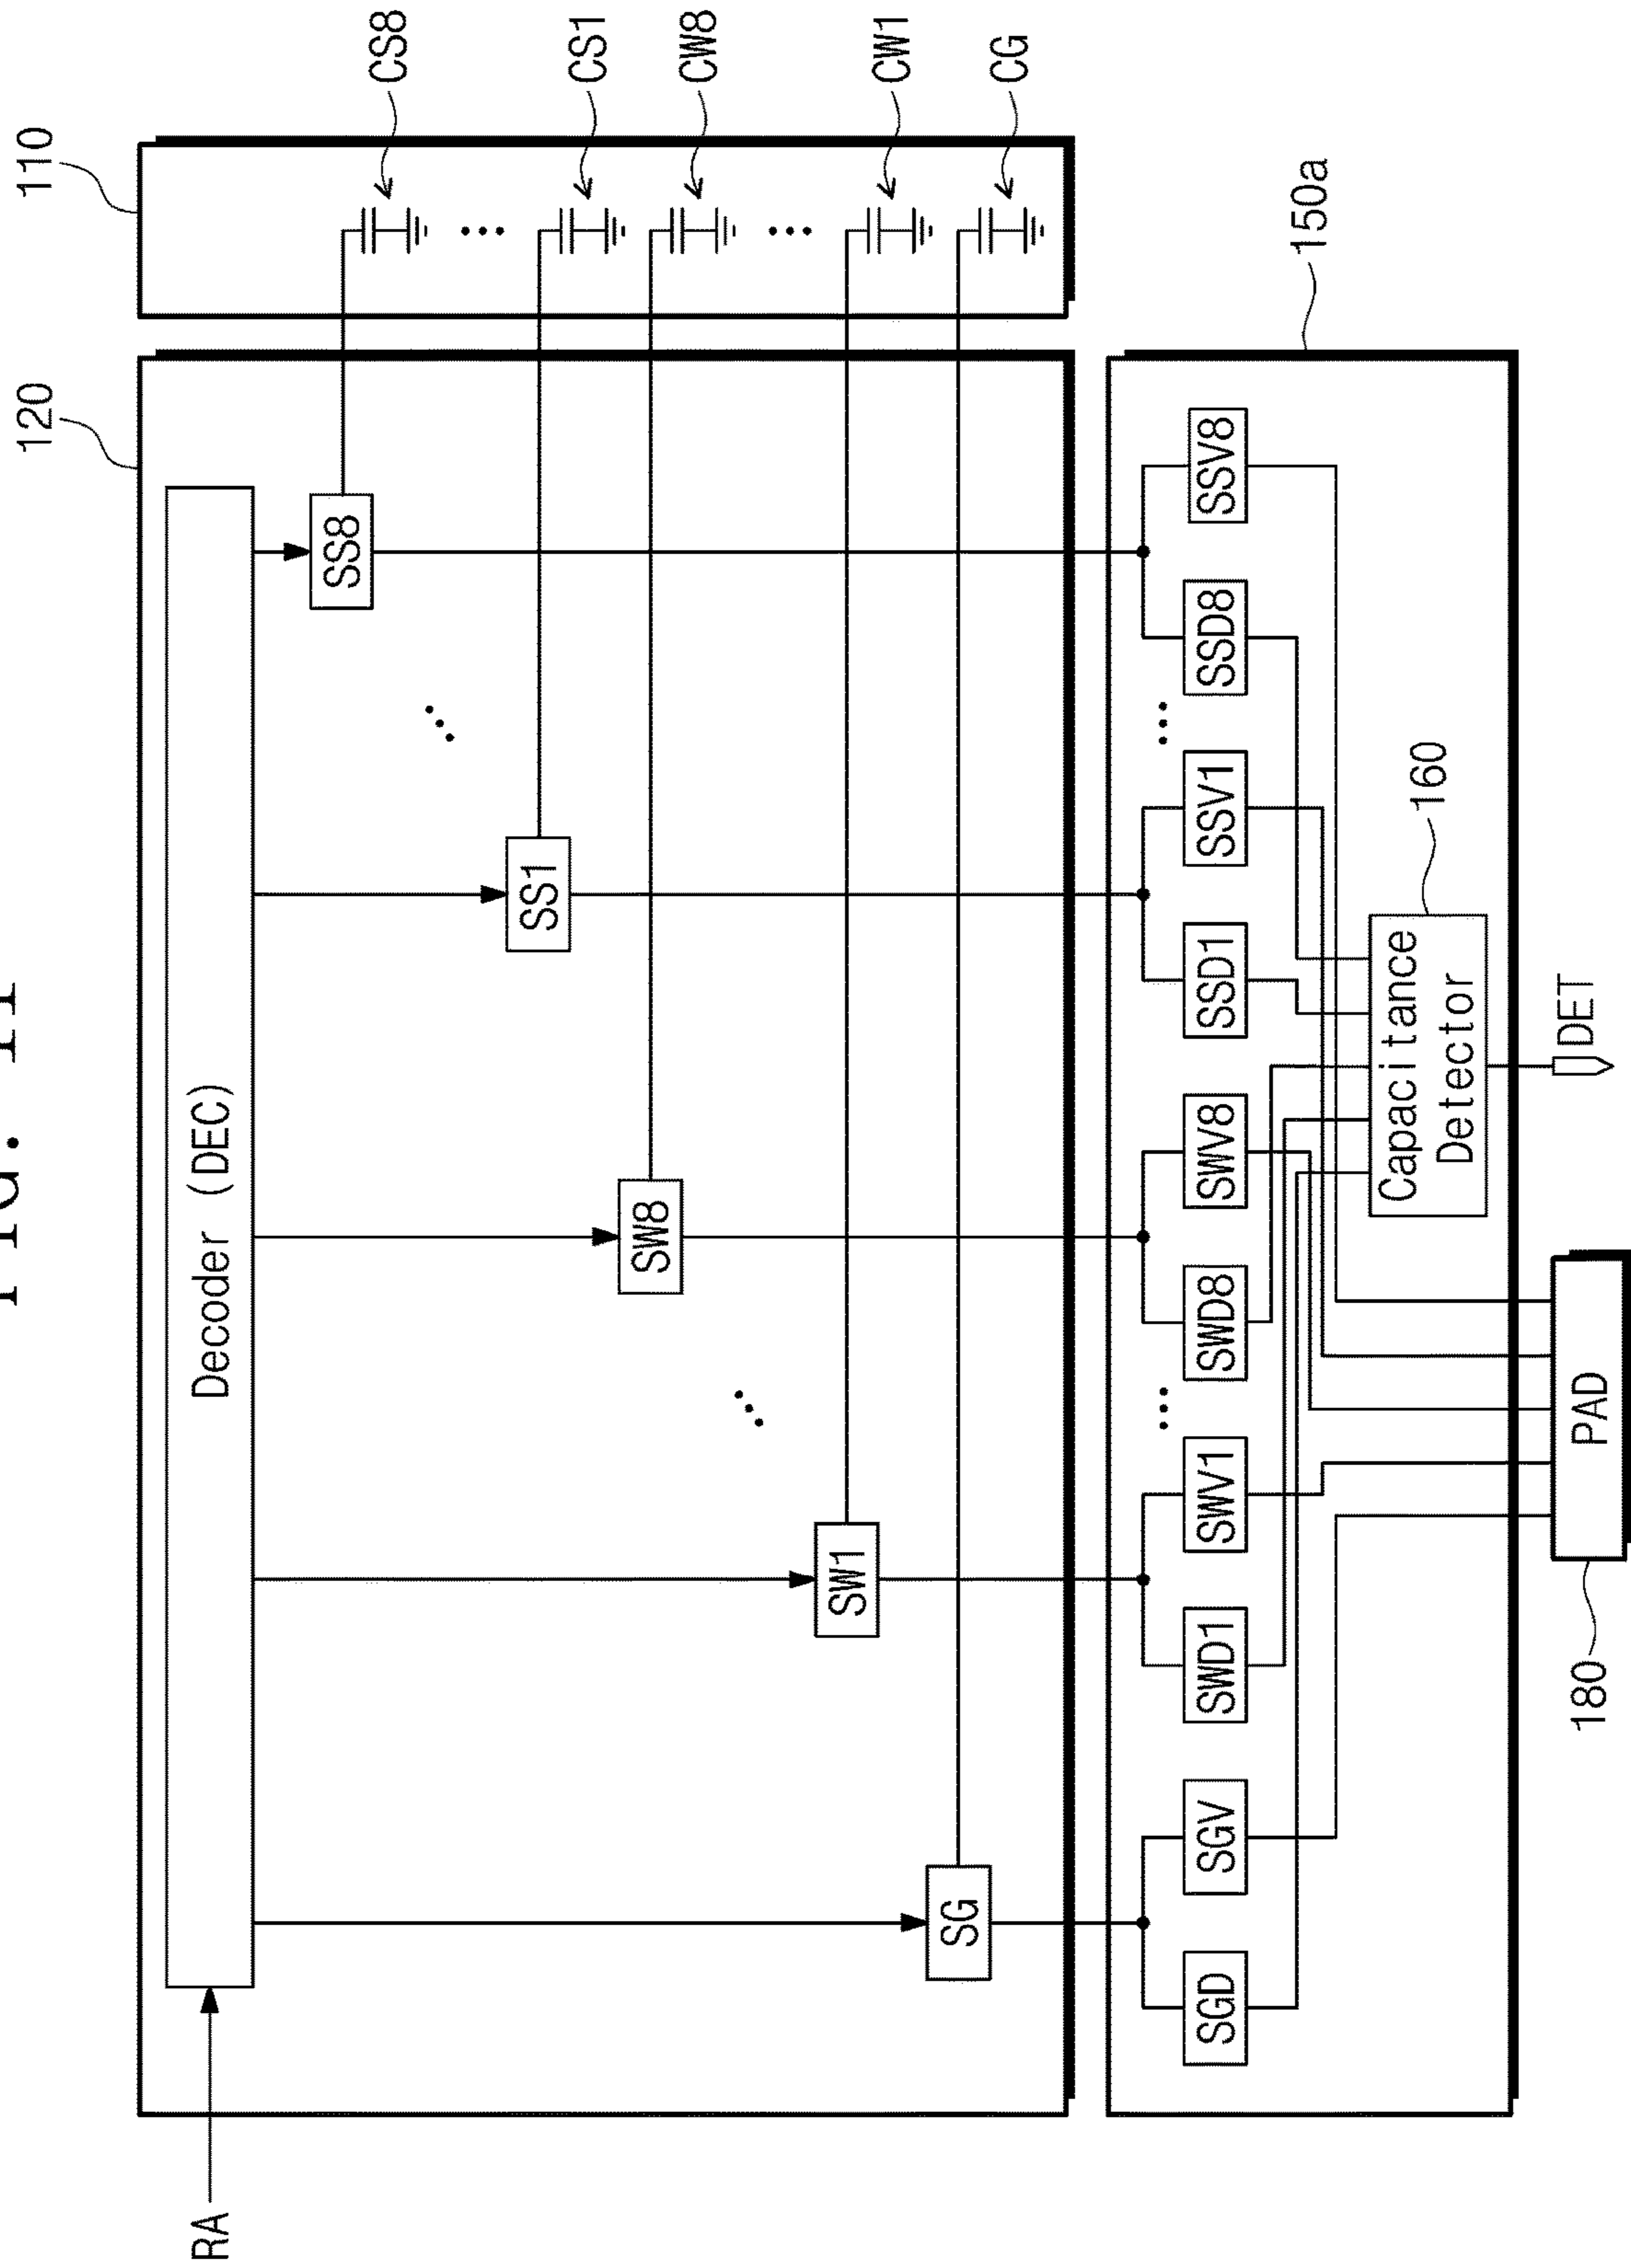 FIG.
120
110
RA
Decoder (DEC)
SS8
CS8
SS1
CS1
SW8
CW8
SW1
CW1
SG
CG
150a
SGD
SGV
SWD1
SWV1
SWD8
SWV8
SSD1
SSV1
SSD8
SSV8
Capacitance
Detector
160
180
PAD
DET